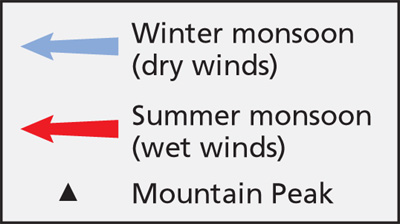 Winter monsoon
(dry winds)
Summer monsoon
(wet winds)
Mountain Peak